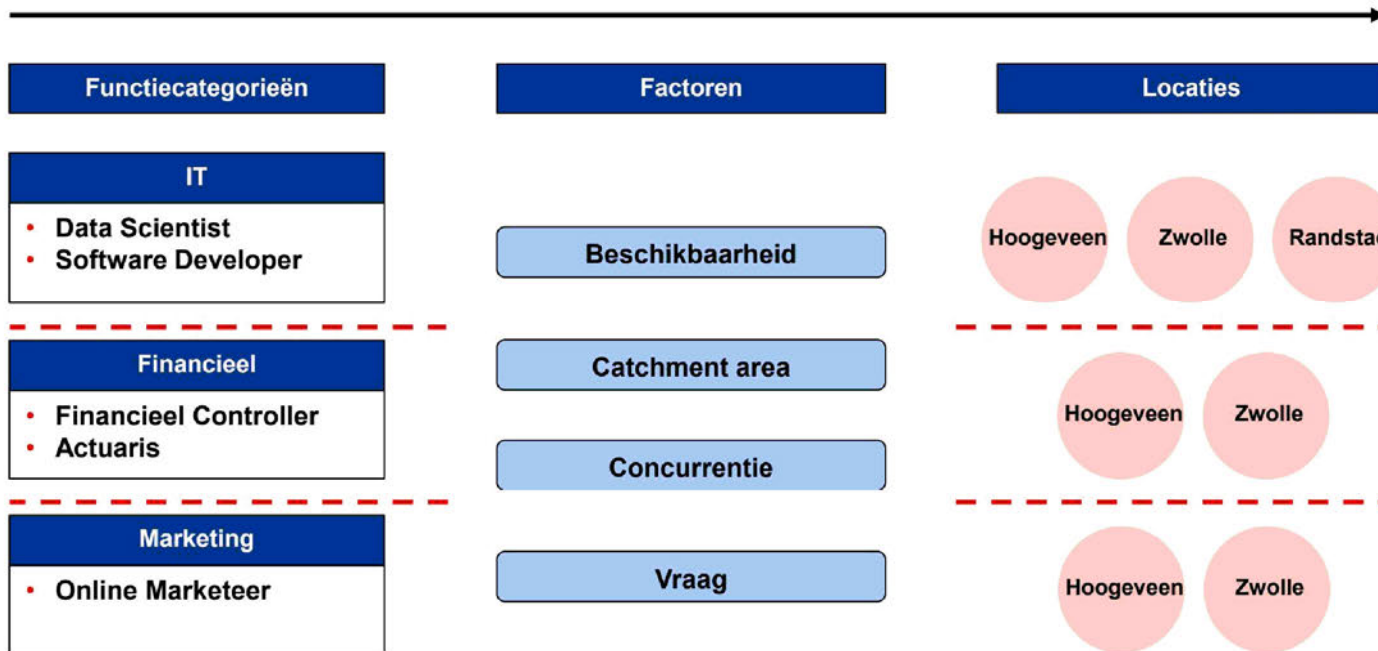 Functiecategorieën
Factoren
Locaties
IT
• Data Scientist
• Software Developer
Beschikbaarheid
Hoogeveen
Zwolle
Randstad
Financieel
• Financieel Controller
• Actuaris
Catchment area
Concurrentie
Hoogeveen
Zwolle
Marketing
• Online Marketeer
Vraag
Hoogeveen
Zwolle